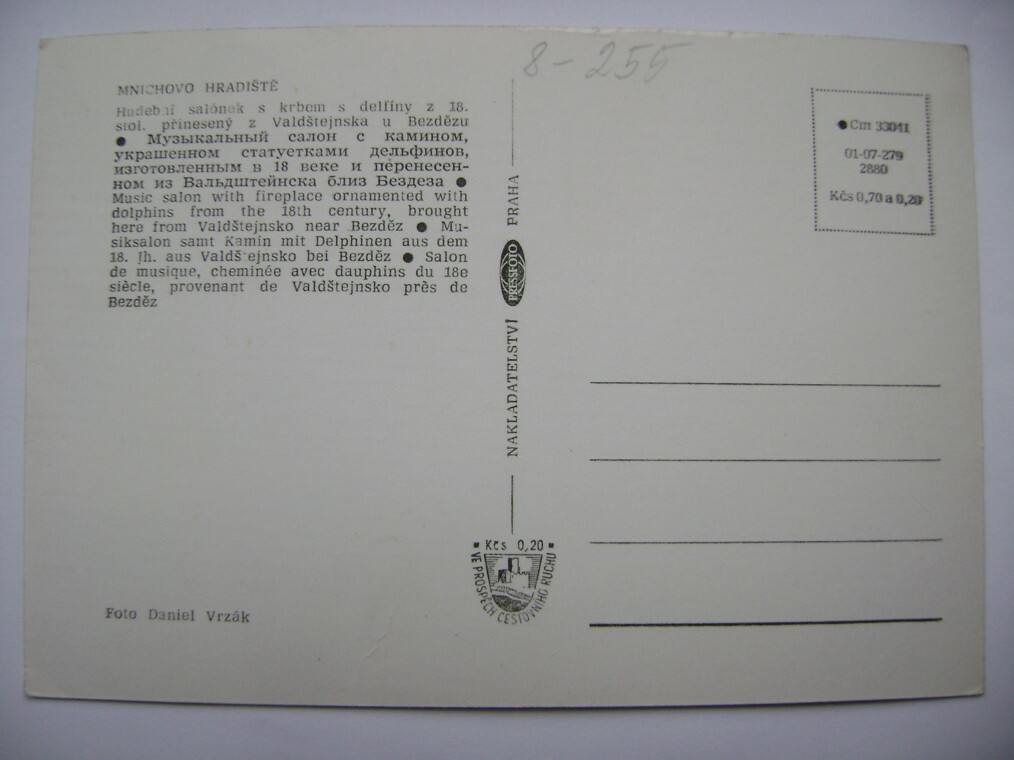 8-255
MNICHOVO HRADIŠTĚ
Hudební salónek s krbem s delfíny z 18.
stol. přinesený z Valdštejnska u Bezdězu
● Музыкальный салон с камином,
украшенном статуетками дельфинов,
изготовленным в 18 веке и перенесен-
ном из Вальдштейнска близ Бездеза ●
Music salon with fireplace ornamented with
dolphins from the 18th century, brought
here from Valdštejnsko near Bezděz ● Mu-
siksalon samt Kamin mit Delphinen aus dem
18. Jh. aus Valdštejnsko bei Bezděz ● Salon
de musique, cheminée avec dauphins du 18e
siècle, provenant de Valdštejnsko près de
Bezděz
Foto Daniel Vrzák
NAKLADATELSTVÍ PRESSFOTO PRAHA
Kčs 0,20
VE PROSPĚCH CESTOVNÍHO RUCHU
●Cm 33041
01-07-279
2880
Kčs 0,70 a 0,20